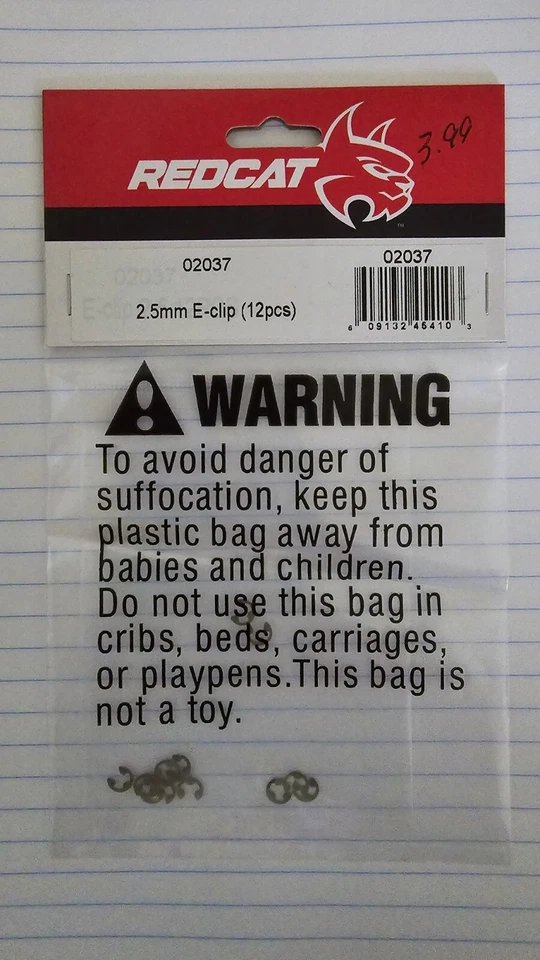 3.99
REDCAT
TM
02037
02037
2.5mm E-clip (12pcs)
6 09132 45410 3
WARNING
To avoid danger of
suffocation, keep this
plastic bag away from
babies and children.
Do not use this bag in
cribs, beds, carriages,
or playpens.This bag is
not a toy.